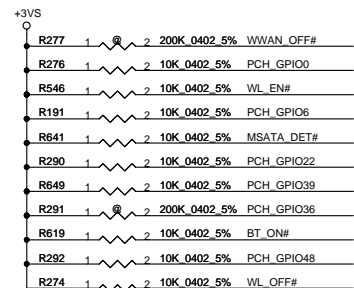 +3VS
R277 1 @ 2 200K_0402_5% WWAN_OFF#
R276 1 2 10K_0402_5% PCH_GPIO0
R546 1 2 10K_0402_5% WL_EN#
R191 1 2 10K_0402_5% PCH_GPIO6
R641 1 2 10K_0402_5% MSATA_DET#
R290 1 2 10K_0402_5% PCH_GPIO22
R649 1 2 10K_0402_5% PCH_GPIO39
R291 1 @ 2 200K_0402_5% PCH_GPIO36
R619 1 2 10K_0402_5% BT_ON#
R292 1 2 10K_0402_5% PCH_GPIO48
R274 1 2 10K_0402_5% WL_OFF#